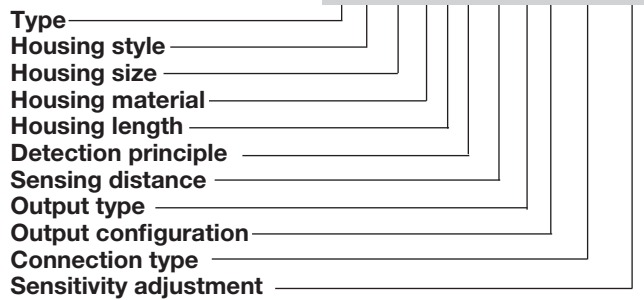 Type
Housing style
Housing size
Housing material
Housing length
Detection principle
Sensing distance
Output type
Output configuration
Connection type
Sensitivity adjustment